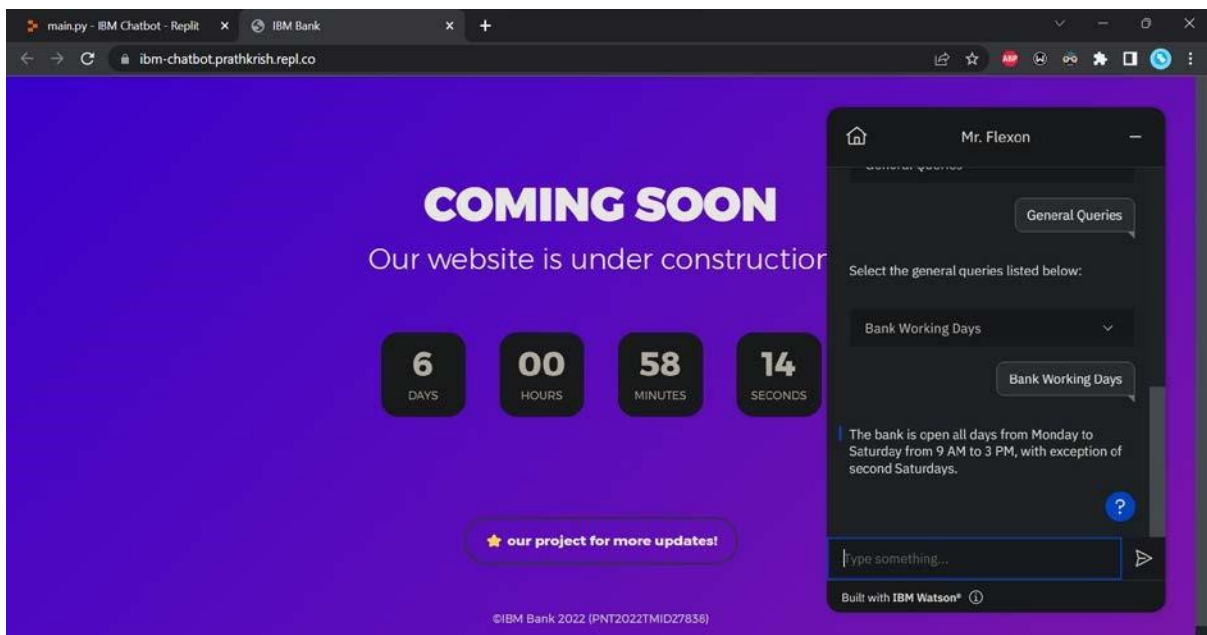 main.py - IBM Chatbot - Replit
IBM Bank
ibm-chatbot.prathkrish.repl.co
ABP
COMING SOON
Our website is under construction
6
DAYS
00
HOURS
58
MINUTES
14
SECONDS
our project for more updates!
©IBM Bank 2022 (PNT2022TMID27838)
Mr. Flexon
General Queries
General Queries
Select the general queries listed below:
Bank Working Days
Bank Working Days
The bank is open all days from Monday to
Saturday from 9 AM to 3 PM, with exception of
second Saturdays.
?
Type something...
Built with IBM Watson®